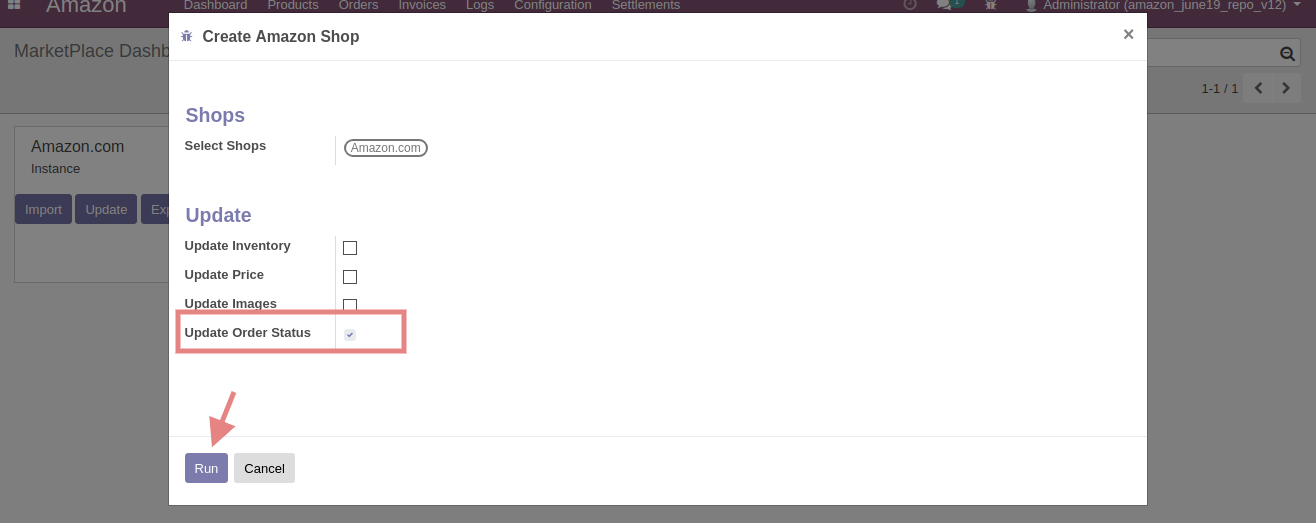 Amazon Dashboard Products Orders Invoices Logs Configuration Settlements 1 Administrator (amazon_june19_repo_v12)
Create Amazon Shop ×
MarketPlace Dashb
1-1 / 1
Shops
Select Shops Amazon.com
Amazon.com
Instance
Import Update Exp
Update
Update Inventory
Update Price
Update Images
Update Order Status
Run Cancel